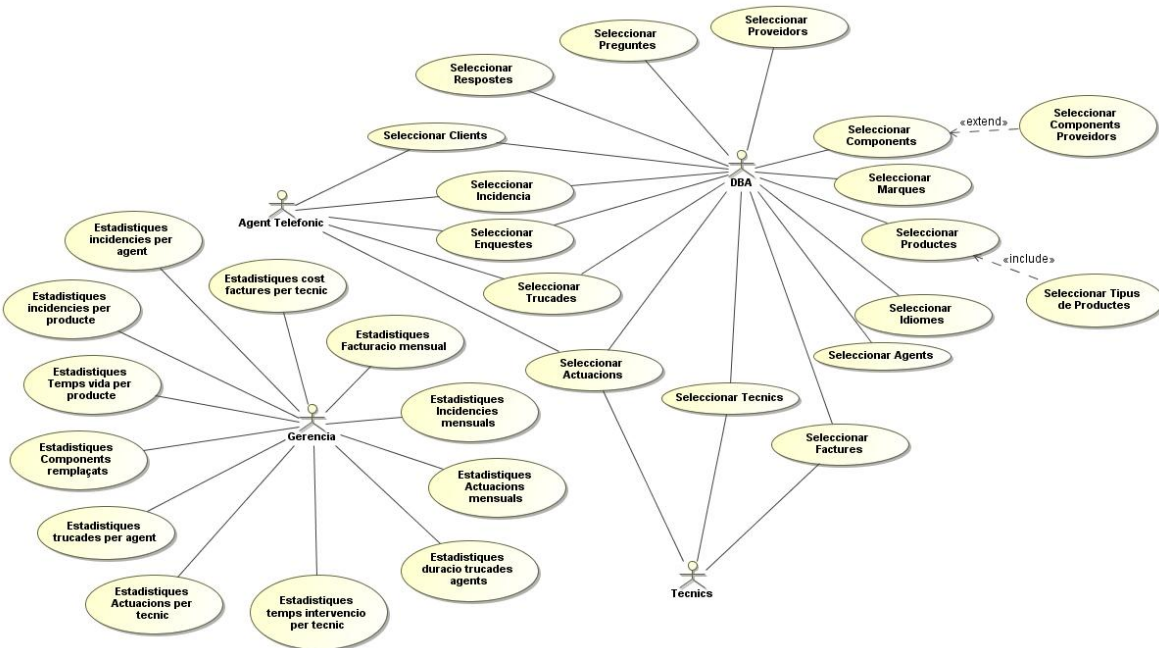 Seleccionar
Proveidors
Seleccionar
Preguntes
Seleccionar
Respostes
Seleccionar Clients
Seleccionar
Components
«extend»
Seleccionar
Components
Proveidors
DBA
Seleccionar
Marques
Seleccionar
Incidencia
Agent Telefonic
Seleccionar
Enquestes
Seleccionar
Productes
«include»
Seleccionar Tipus
de Productes
Seleccionar
Trucades
Seleccionar
Idiomes
Seleccionar Agents
Seleccionar
Actuacions
Seleccionar Tecnics
Seleccionar
Factures
Tecnics
Estadistiques
incidencies per
agent
Estadistiques cost
factures per tecnic
Estadistiques
incidencies per
producte
Estadistiques
Facturacio mensual
Estadistiques
Temps vida per
producte
Estadistiques
Incidencies
mensuals
Gerencia
Estadistiques
Components
remplaçats
Estadistiques
Actuacions
mensuals
Estadistiques
trucades per agent
Estadistiques
duracio trucades
agents
Estadistiques
Actuacions per
tecnic
Estadistiques
temps intervencio
per tecnic